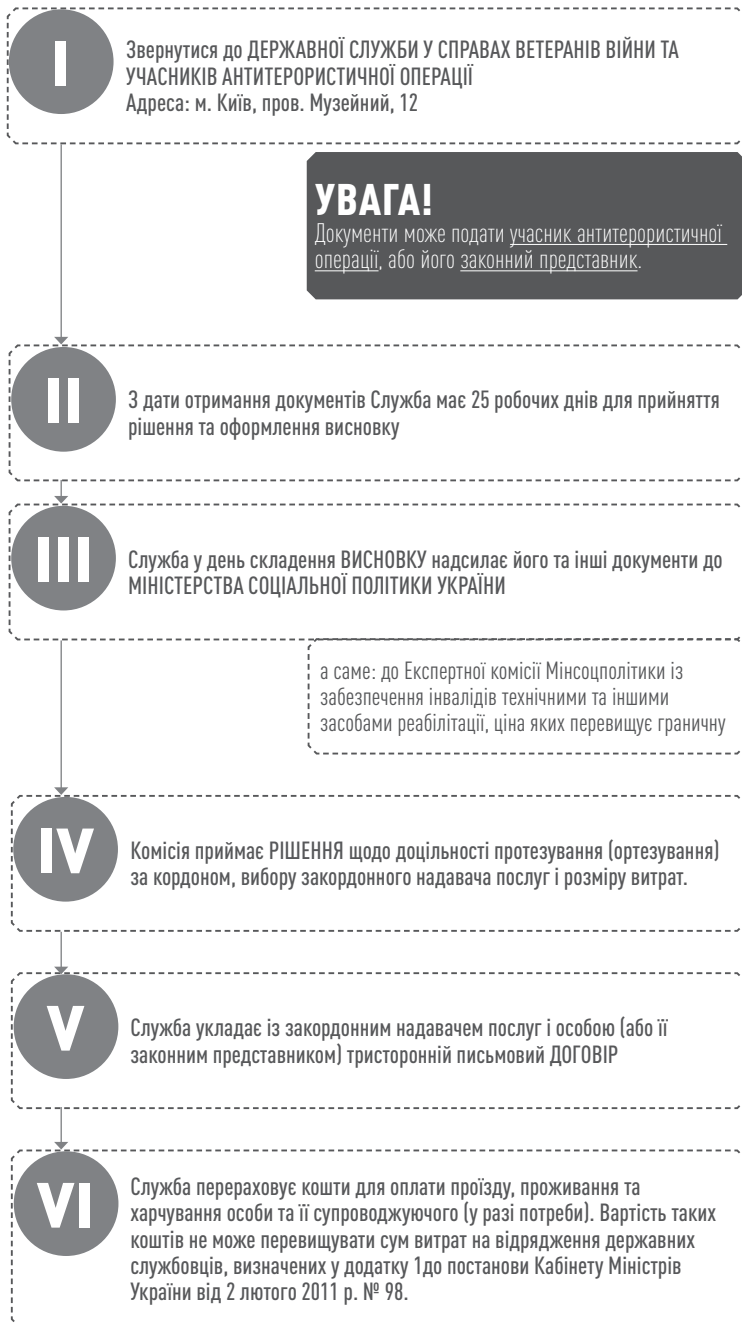 I
Звернутися до ДЕРЖАВНОЇ СЛУЖБИ У СПРАВАХ ВЕТЕРАНІВ ВІЙНИ ТА
УЧАСНИКІВ АНТИТЕРОРИСТИЧНОЇ ОПЕРАЦІЇ
Адреса: м. Київ, пров. Музейний, 12
УВАГА!
Документи може подати учасник антитерористичної
операції, або його законний представник.
II
З дати отримання документів Служба має 25 робочих днів для прийняття
рішення та оформлення висновку
III
Служба у день складення ВИСНОВКУ надсилає його та інші документи до
МІНІСТЕРСТВА СОЦІАЛЬНОЇ ПОЛІТИКИ УКРАЇНИ
а саме: до Експертної комісії Мінсоцполітики із
забезпечення інвалідів технічними та іншими
засобами реабілітації, ціна яких перевищує граничну
IV
Комісія приймає РІШЕННЯ щодо доцільності протезування (ортезування)
за кордоном, вибору закордонного надавача послуг і розміру витрат.
V
Служба укладає із закордонним надавачем послуг і особою (або її
законним представником) тристоронній письмовий ДОГОВІР
VI
Служба перераховує кошти для оплати проїзду, проживання та
харчування особи та її супроводжуючого (у разі потреби). Вартість таких
коштів не може перевищувати сум витрат на відрядження державних
службовців, визначених у додатку 1до постанови Кабінету Міністрів
України від 2 лютого 2011 р. № 98.